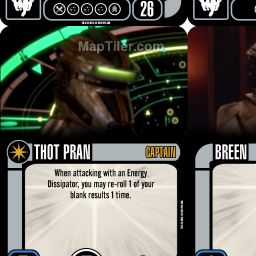 26
MapTiler.com
THOT PRAN
CAPTAIN
BREEN
When attacking with an Energy
Dissipator, you may re-roll 1 of your
blank results 1 time.